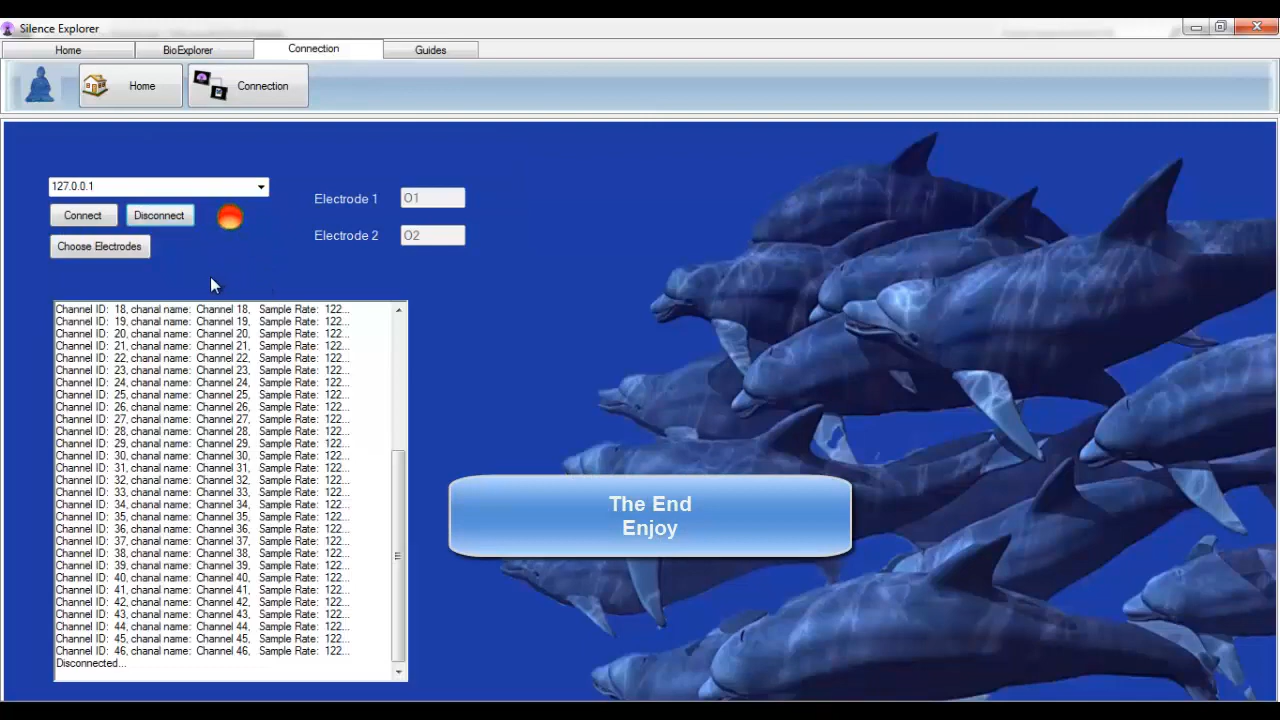 Silence Explorer
Home
BioExplorer
Connection
Guides
Home
Connection
127.0.0.1
Connect
Disconnect
Choose Electrodes
Electrode 1
O1
Electrode 2
O2
Channel ID: 18, chanal name: Channel 18, Sample Rate: 122...
Channel ID: 19, chanal name: Channel 19, Sample Rate: 122...
Channel ID: 20, chanal name: Channel 20, Sample Rate: 122...
Channel ID: 21, chanal name: Channel 21, Sample Rate: 122...
Channel ID: 22, chanal name: Channel 22, Sample Rate: 122...
Channel ID: 23, chanal name: Channel 23, Sample Rate: 122...
Channel ID: 24, chanal name: Channel 24, Sample Rate: 122...
Channel ID: 25, chanal name: Channel 25, Sample Rate: 122...
Channel ID: 26, chanal name: Channel 26, Sample Rate: 122...
Channel ID: 27, chanal name: Channel 27, Sample Rate: 122...
Channel ID: 28, chanal name: Channel 28, Sample Rate: 122...
Channel ID: 29, chanal name: Channel 29, Sample Rate: 122...
Channel ID: 30, chanal name: Channel 30, Sample Rate: 122...
Channel ID: 31, chanal name: Channel 31, Sample Rate: 122...
Channel ID: 32, chanal name: Channel 32, Sample Rate: 122...
Channel ID: 33, chanal name: Channel 33, Sample Rate: 122...
Channel ID: 34, chanal name: Channel 34, Sample Rate: 122...
Channel ID: 35, chanal name: Channel 35, Sample Rate: 122...
Channel ID: 36, chanal name: Channel 36, Sample Rate: 122...
Channel ID: 37, chanal name: Channel 37, Sample Rate: 122...
Channel ID: 38, chanal name: Channel 38, Sample Rate: 122...
Channel ID: 39, chanal name: Channel 39, Sample Rate: 122...
Channel ID: 40, chanal name: Channel 40, Sample Rate: 122...
Channel ID: 41, chanal name: Channel 41, Sample Rate: 122...
Channel ID: 42, chanal name: Channel 42, Sample Rate: 122...
Channel ID: 43, chanal name: Channel 43, Sample Rate: 122...
Channel ID: 44, chanal name: Channel 44, Sample Rate: 122...
Channel ID: 45, chanal name: Channel 45, Sample Rate: 122...
Channel ID: 46, chanal name: Channel 46, Sample Rate: 122...
Disconnected...
The End
Enjoy